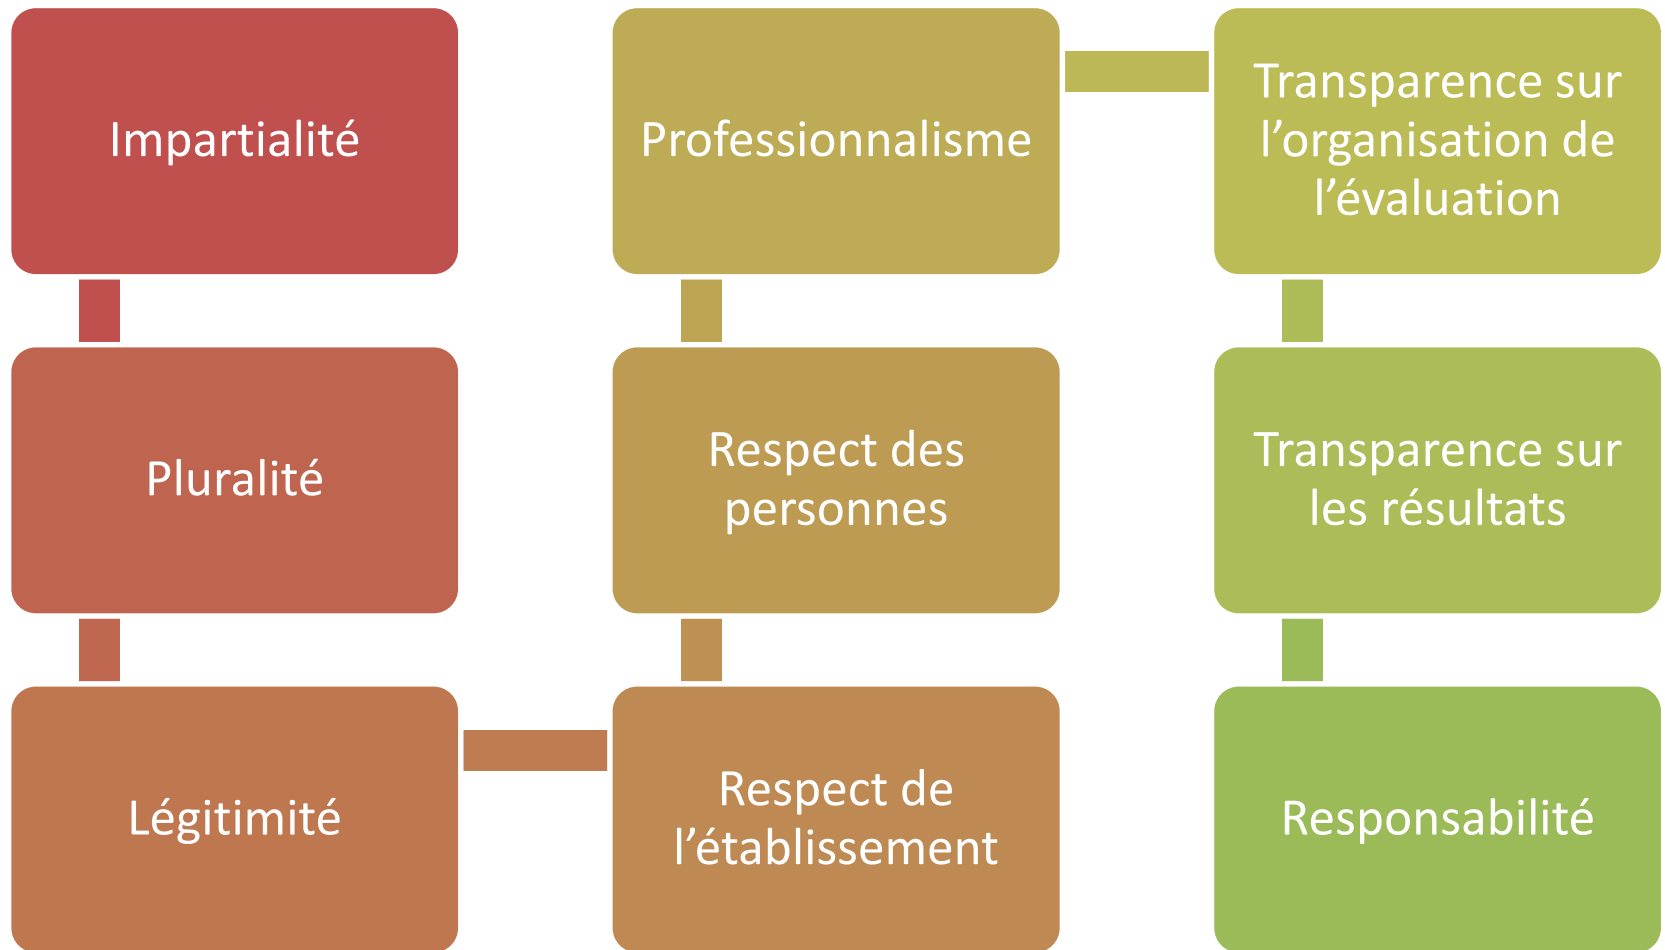 Impartialité
Pluralité
Légitimité
Respect de
l’établissement
Respect des
personnes
Professionnalisme
Transparence sur
l’organisation de
l’évaluation
Transparence sur
les résultats
Responsabilité